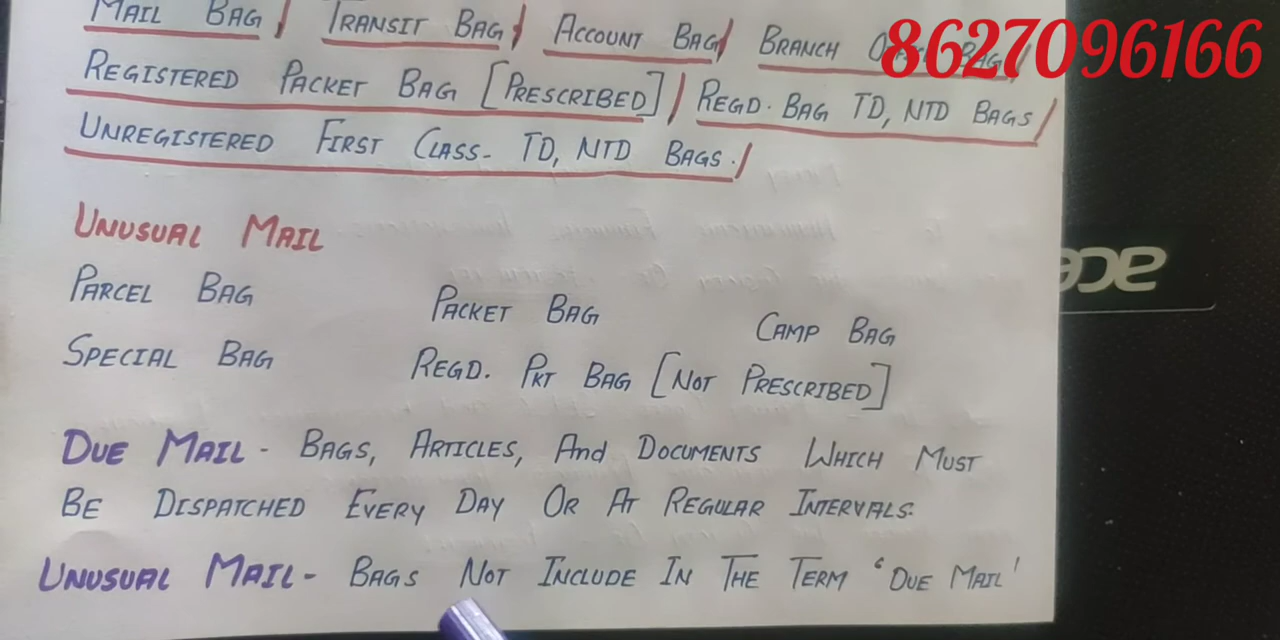 MAIL BAG / TRANSIT BAG / ACCOUNT BAG / BRANCH BAG /
8627096166
REGISTERED PACKET BAG [PRESCRIBED] / REGD. BAG TD, NTD BAGS /
UNREGISTERED FIRST CLASS- TD, NTD BAGS. /
UNUSUAL MAIL
PARCEL BAG PACKET BAG CAMP BAG
SPECIAL BAG REGD. PKT BAG [NOT PRESCRIBED]
DUE MAIL - BAGS, ARTICLES, And DOCUMENTS WHICH MUST
BE DISPATCHED EVERY DAY OR AT REGULAR INTERVALS.
UNUSUAL MAIL- BAGS NOT INCLUDE IN THE TERM 'DUE MAIL'
ace